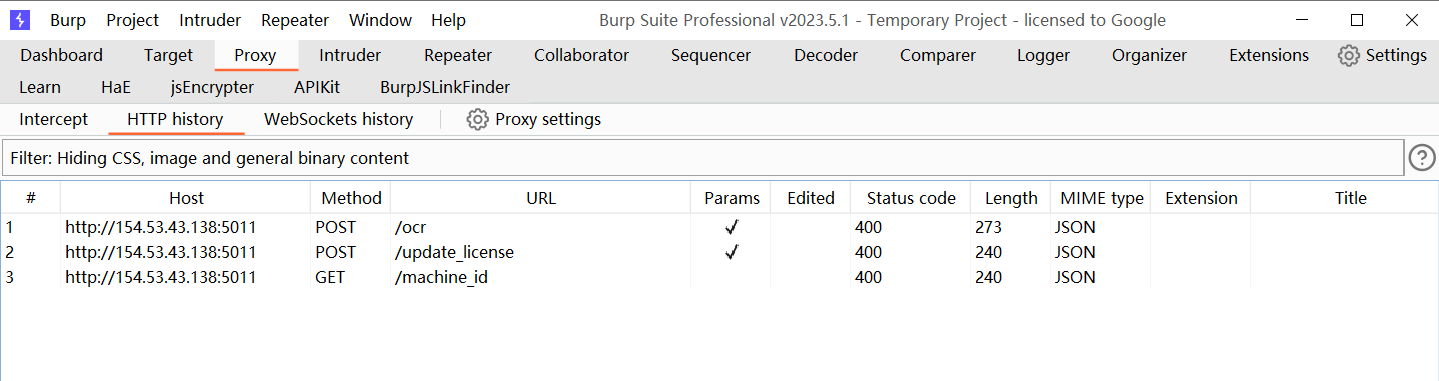 Burp Project Intruder Repeater Window Help Burp Suite Professional v2023.5.1 - Temporary Project - licensed to Google
Dashboard Target Proxy Intruder Repeater Collaborator Sequencer Decoder Comparer Logger Organizer Extensions Settings
Learn HaE jsEncrypter APIKit BurpJSLinkFinder
Intercept HTTP history WebSockets history Proxy settings
Filter: Hiding CSS, image and general binary content ?
# Host Method URL Params Edited Status code Length MIME type Extension Title
1 http://154.53.43.138:5011 POST /ocr ✓ 400 273 JSON
2 http://154.53.43.138:5011 POST /update_license ✓ 400 240 JSON
3 http://154.53.43.138:5011 GET /machine_id 400 240 JSON